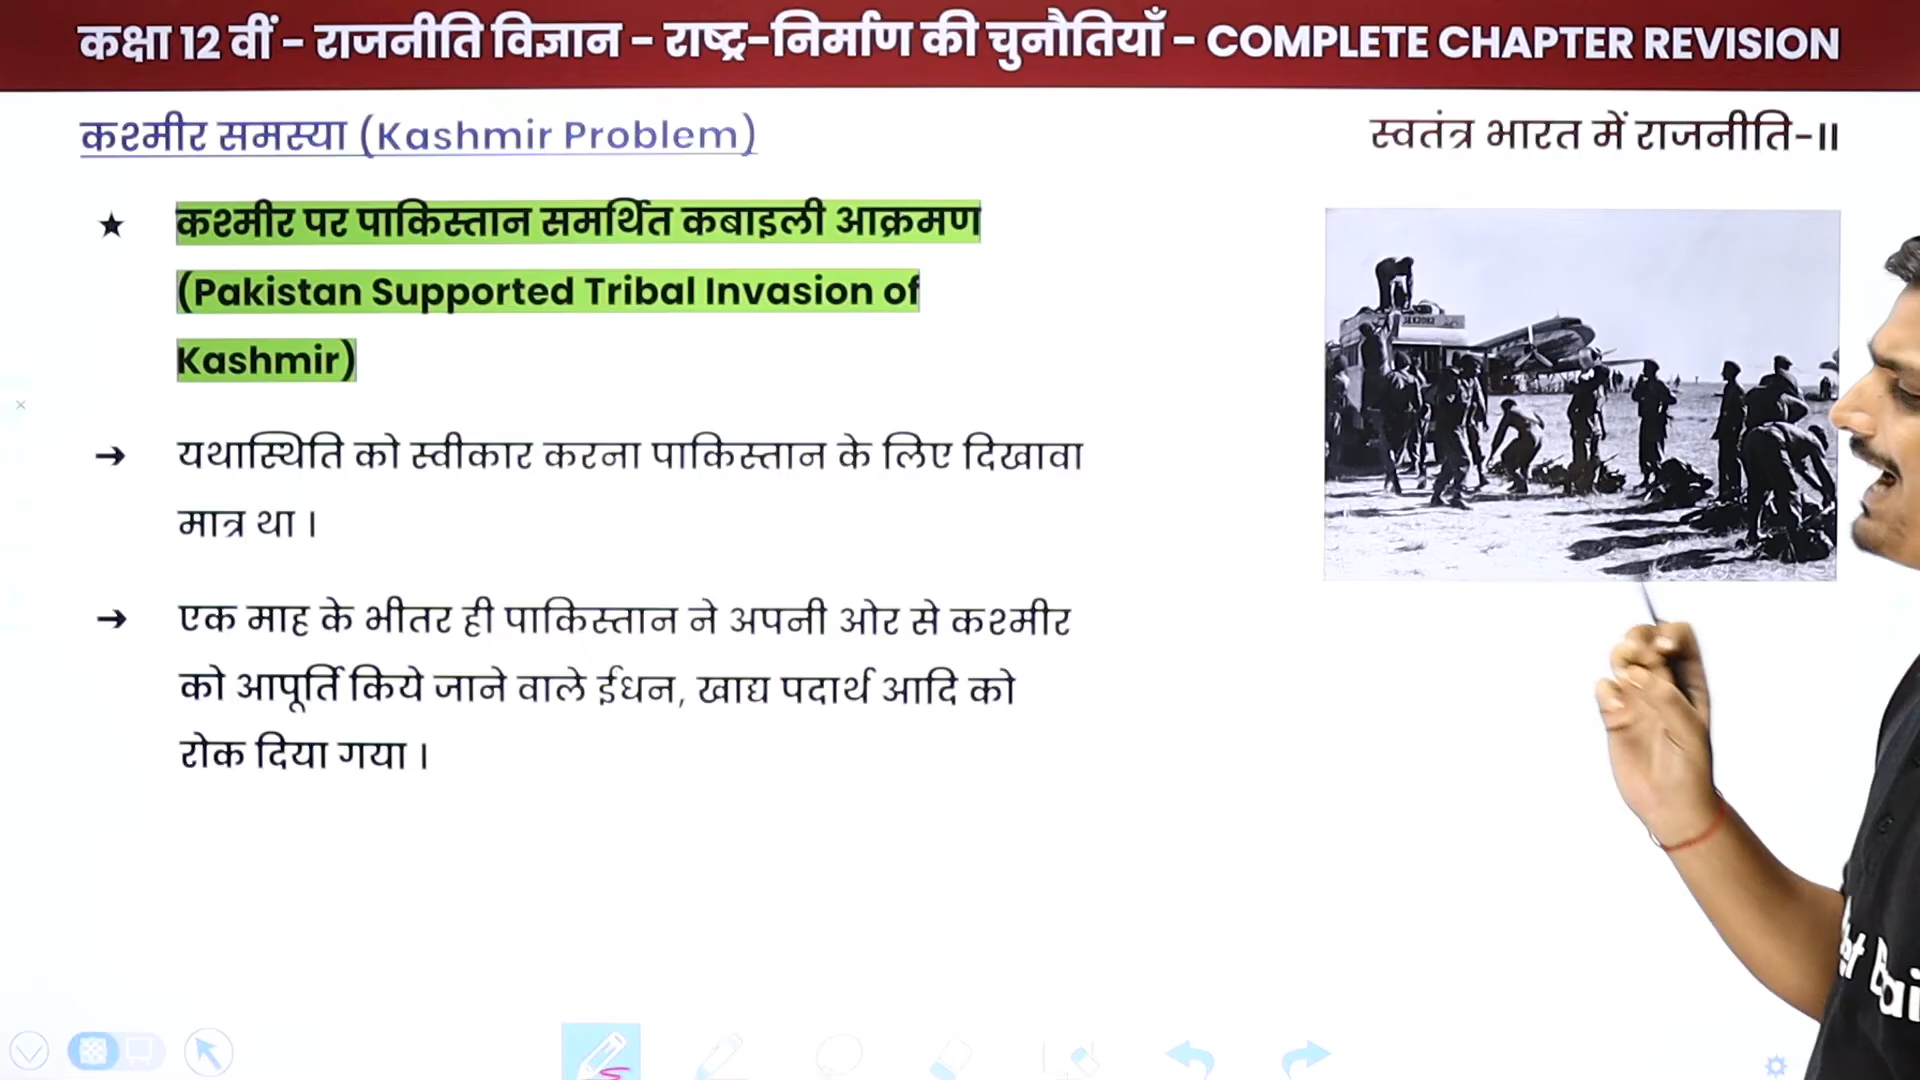 कक्षा 12 वीं - राजनीति विज्ञान - राष्ट्र-निर्माण की चुनौतियाँ - COMPLETE CHAPTER REVISION
कश्मीर समस्या (Kashmir Problem)
स्वतंत्र भारत में राजनीति-II
★ कश्मीर पर पाकिस्तान समर्थित कबाइली आक्रमण
(Pakistan Supported Tribal Invasion of
Kashmir)
→ यथास्थिति को स्वीकार करना पाकिस्तान के लिए दिखावा
मात्र था ।
→ एक माह के भीतर ही पाकिस्तान ने अपनी ओर से कश्मीर
को आपूर्ति किये जाने वाले ईधन, खाद्य पदार्थ आदि को
रोक दिया गया ।